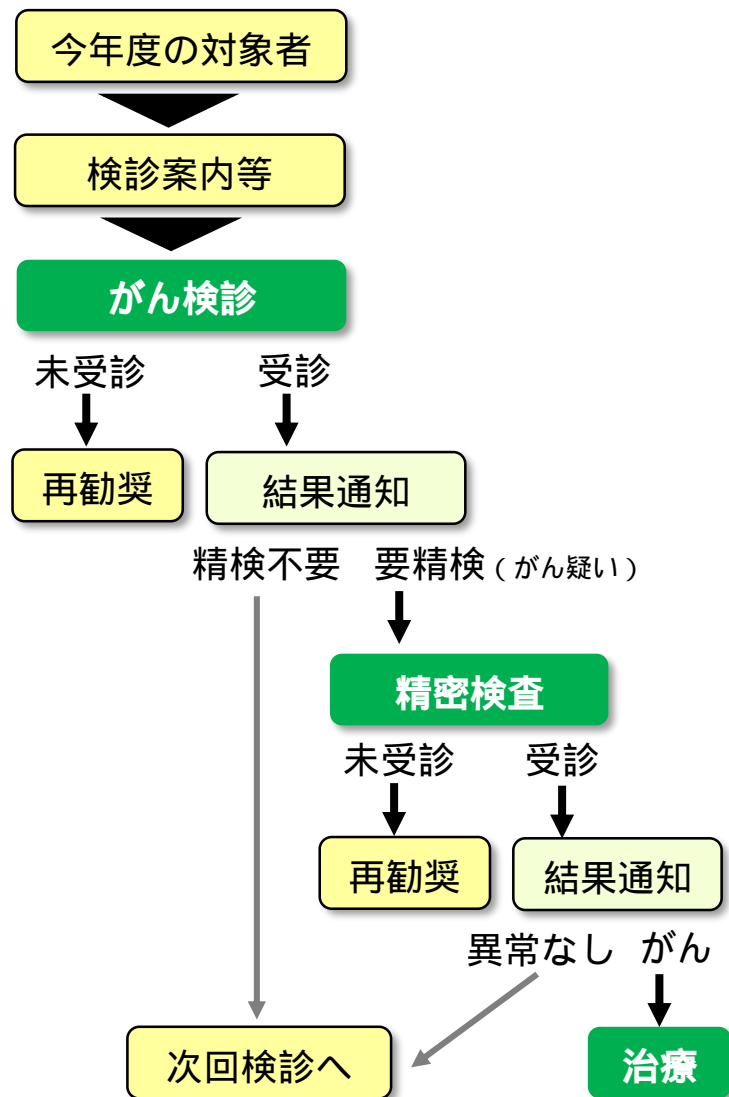 今年度の対象者
検診案内等
がん検診
未受診 受診
再勧奨 結果通知
精検不要 要精検(がん疑い)
精密検査
未受診 受診
再勧奨 結果通知
異常なし がん
次回検診へ 治療